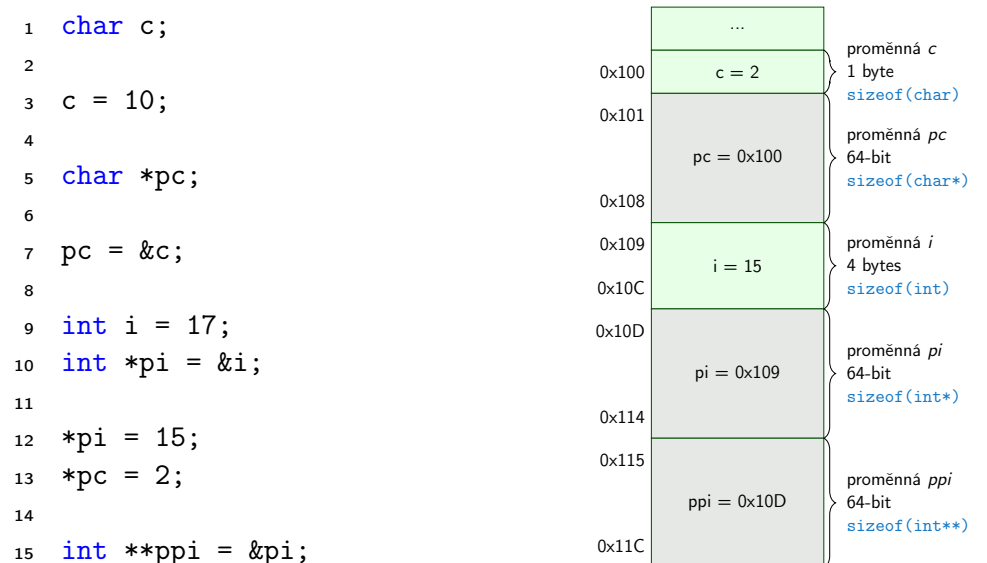 1 char c;
2
3 c = 10;
4
5 char *pc;
6
7 pc = &c;
8
9 int i = 17;
10 int *pi = &i;
11
12 *pi = 15;
13 *pc = 2;
14
15 int **ppi = &pi;
...
0x100
c = 2
proměnná c
1 byte
sizeof(char)
0x101
pc = 0x100
0x108
proměnná pc
64-bit
sizeof(char*)
0x109
i = 15
0x10C
proměnná i
4 bytes
sizeof(int)
0x10D
pi = 0x109
0x114
proměnná pi
64-bit
sizeof(int*)
0x115
ppi = 0x10D
0x11C
proměnná ppi
64-bit
sizeof(int**)